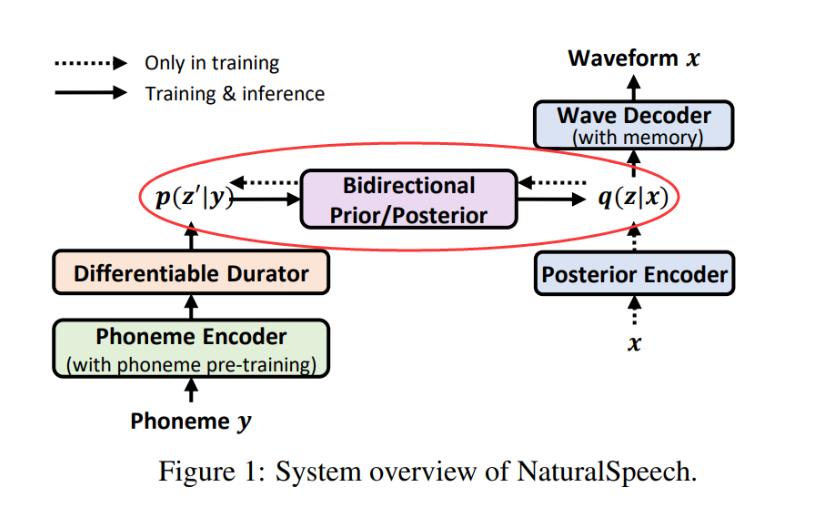 Only in training
Training & inference
Waveform x
Wave Decoder
(with memory)
p(z′|y)
Bidirectional
Prior/Posterior
q(z|x)
Differentiable Durator
Posterior Encoder
Phoneme Encoder
(with phoneme pre-training)
x
Phoneme y
Figure 1: System overview of NaturalSpeech.